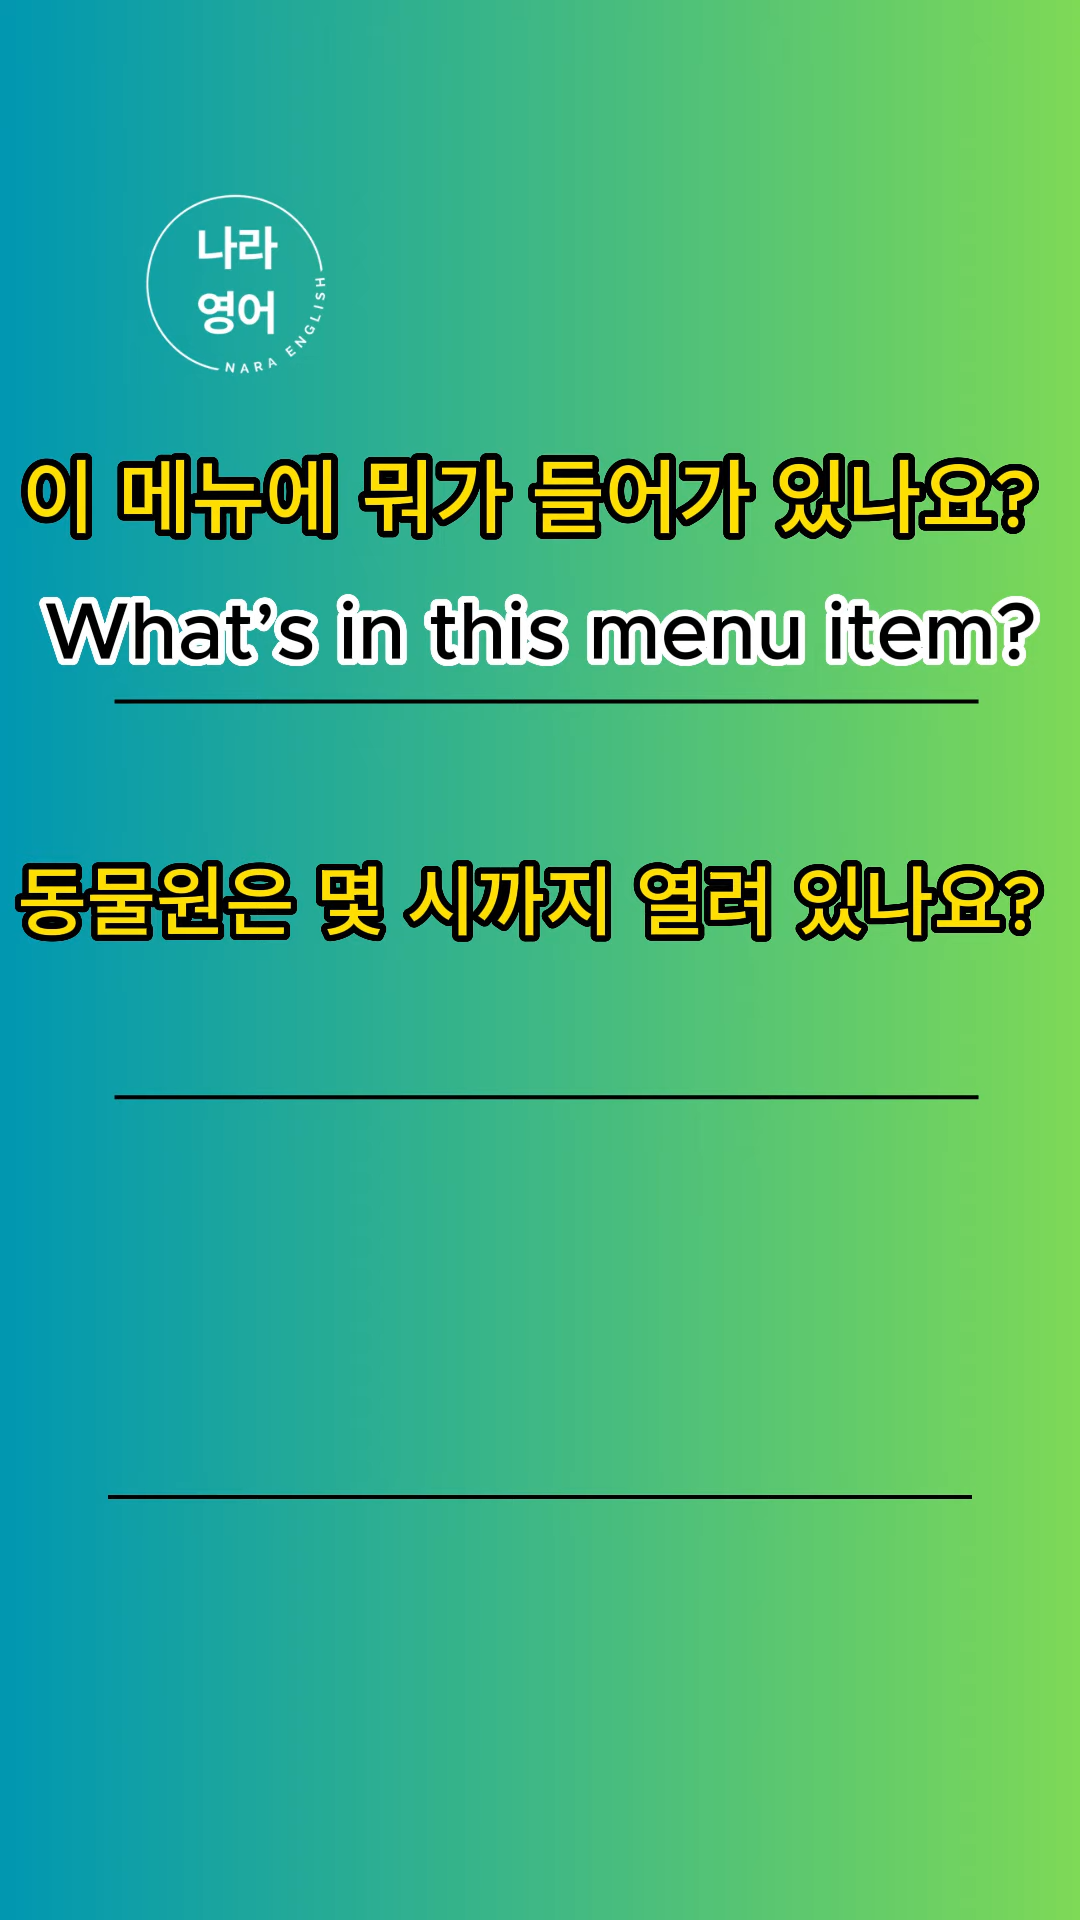 나라
영어
NARA ENGLISH
이 메뉴에 뭐가 들어가 있나요?
What’s in this menu item?
동물원은 몇 시까지 열려 있나요?